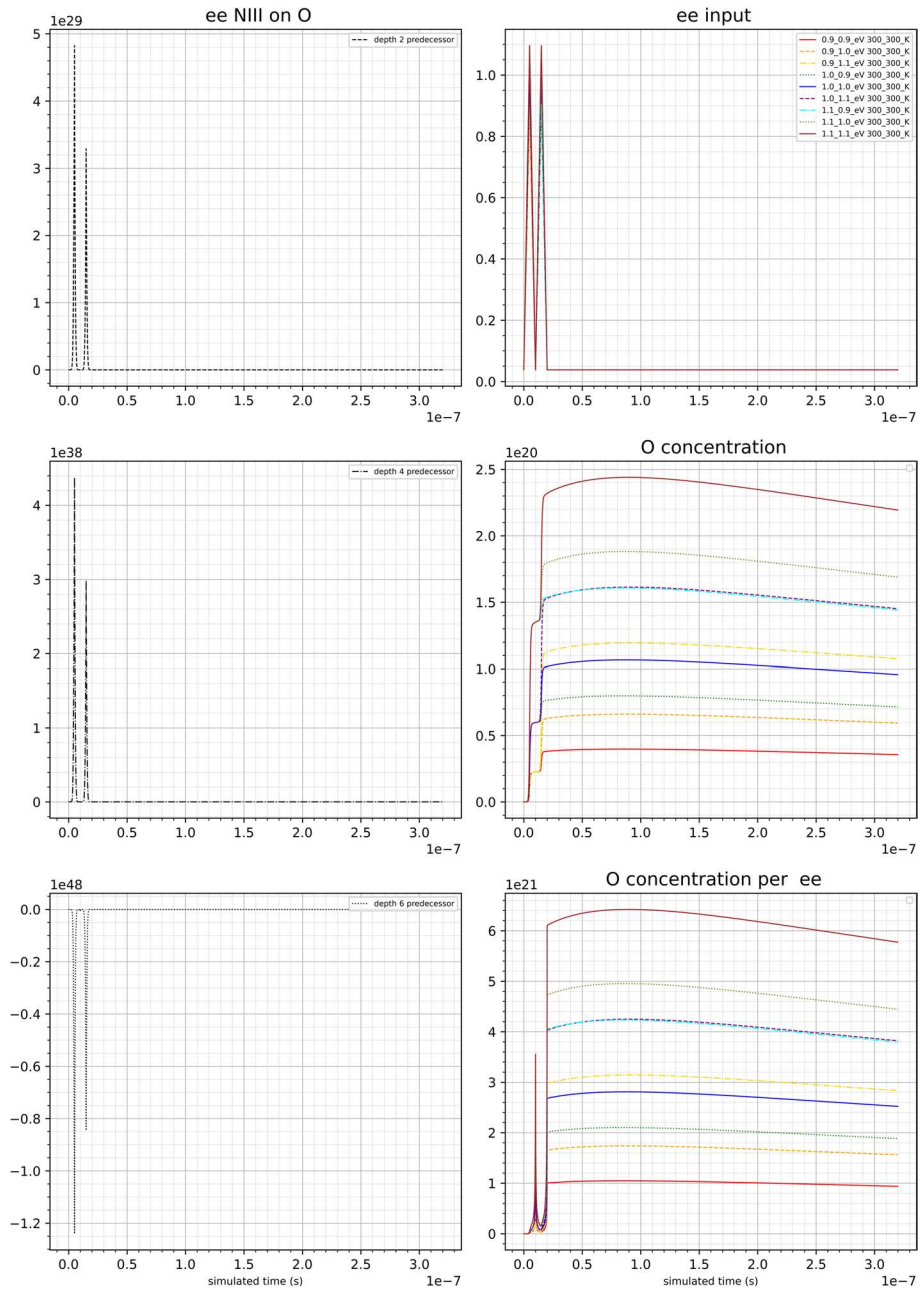 ee NIII on O
1e29
depth 2 predecessor
5
4
3
2
1
0
0.0 0.5 1.0 1.5 2.0 2.5 3.0
1e−7
ee input
0.9_0.9_eV 300_300_K
0.9_1.0_eV 300_300_K
0.9_1.1_eV 300_300_K
1.0_0.9_eV 300_300_K
1.0_1.0_eV 300_300_K
1.0_1.1_eV 300_300_K
1.1_0.9_eV 300_300_K
1.1_1.0_eV 300_300_K
1.1_1.1_eV 300_300_K
1.0
0.8
0.6
0.4
0.2
0.0
0.0 0.5 1.0 1.5 2.0 2.5 3.0
1e−7
1e38
depth 4 predecessor
4
3
2
1
0
0.0 0.5 1.0 1.5 2.0 2.5 3.0
1e−7
O concentration
1e20
2.5
2.0
1.5
1.0
0.5
0.0
0.0 0.5 1.0 1.5 2.0 2.5 3.0
1e−7
1e48
depth 6 predecessor
0.0
−0.2
−0.4
−0.6
−0.8
−1.0
−1.2
0.0 0.5 1.0 1.5 2.0 2.5 3.0
simulated time (s)
1e−7
O concentration per  ee
1e21
6
5
4
3
2
1
0
0.0 0.5 1.0 1.5 2.0 2.5 3.0
simulated time (s)
1e−7